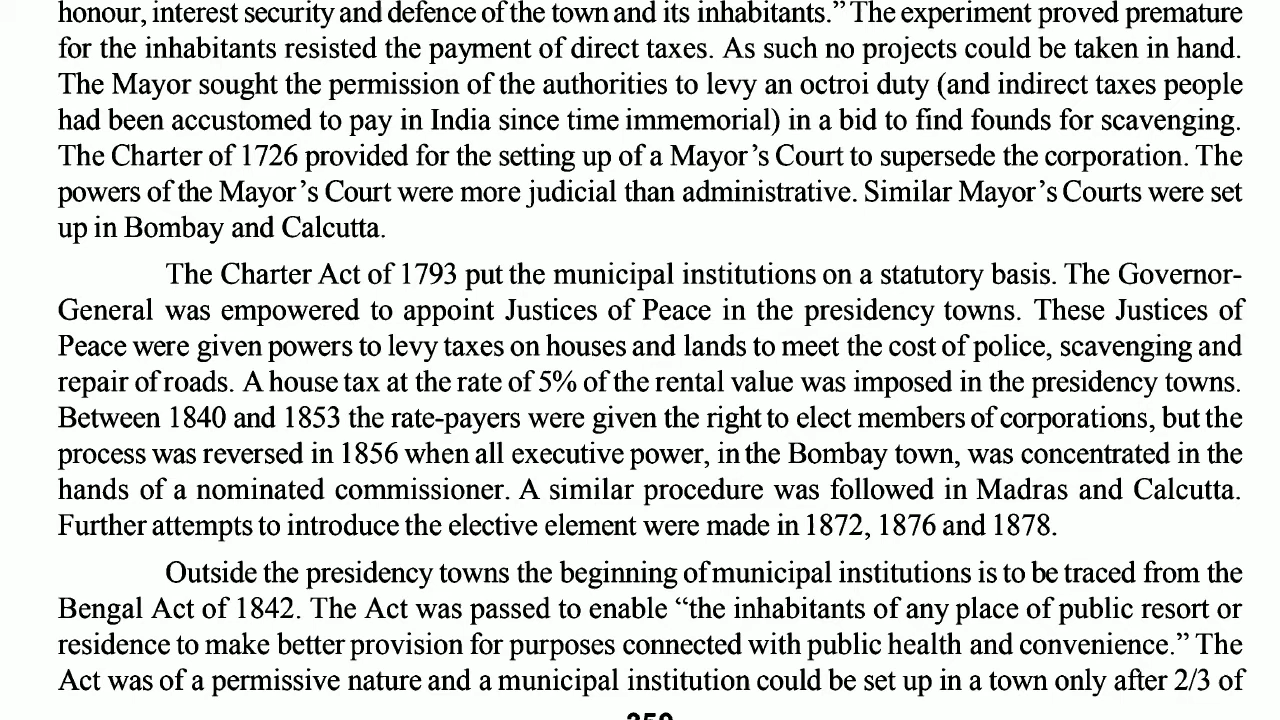 honour, interest security and defence of the town and its inhabitants.” The experiment proved premature
for the inhabitants resisted the payment of direct taxes. As such no projects could be taken in hand.
The Mayor sought the permission of the authorities to levy an octroi duty (and indirect taxes people
had been accustomed to pay in India since time immemorial) in a bid to find founds for scavenging.
The Charter of 1726 provided for the setting up of a Mayor’s Court to supersede the corporation. The
powers of the Mayor’s Court were more judicial than administrative. Similar Mayor’s Courts were set
up in Bombay and Calcutta.
The Charter Act of 1793 put the municipal institutions on a statutory basis. The Governor-
General was empowered to appoint Justices of Peace in the presidency towns. These Justices of
Peace were given powers to levy taxes on houses and lands to meet the cost of police, scavenging and
repair of roads. A house tax at the rate of 5% of the rental value was imposed in the presidency towns.
Between 1840 and 1853 the rate-payers were given the right to elect members of corporations, but the
process was reversed in 1856 when all executive power, in the Bombay town, was concentrated in the
hands of a nominated commissioner. A similar procedure was followed in Madras and Calcutta.
Further attempts to introduce the elective element were made in 1872, 1876 and 1878.
Outside the presidency towns the beginning of municipal institutions is to be traced from the
Bengal Act of 1842. The Act was passed to enable “the inhabitants of any place of public resort or
residence to make better provision for purposes connected with public health and convenience.” The
Act was of a permissive nature and a municipal institution could be set up in a town only after 2/3 of